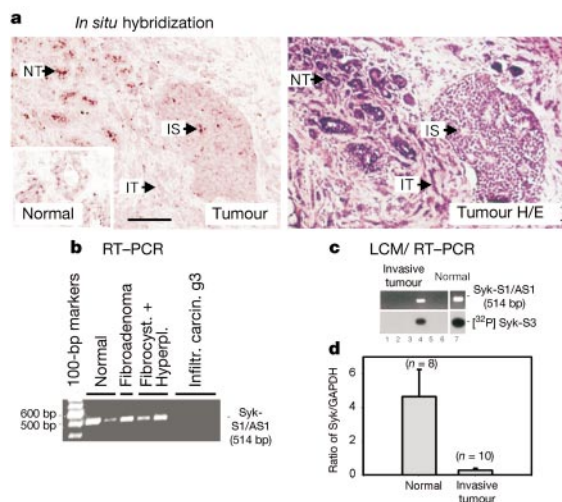 a
In situ hybridization
NT
IS
IT
Normal
Tumour
NT
IS
IT
Tumour H/E
b
RT–PCR
100-bp markers
Normal
Fibroadenoma
Fibrocyst. +
Hyperpl.
Infiltr. carcin. g3
600 bp
500 bp
Syk-
S1/AS1
(514 bp)
c
LCM/ RT–PCR
Invasive
tumour
Normal
Syk-S1/AS1
(514 bp)
[³²P] Syk-S3
1 2 3 4 5 6 7
d
Ratio of Syk/GAPDH
6
4
2
0
(n = 8)
(n = 10)
Normal
Invasive
tumour